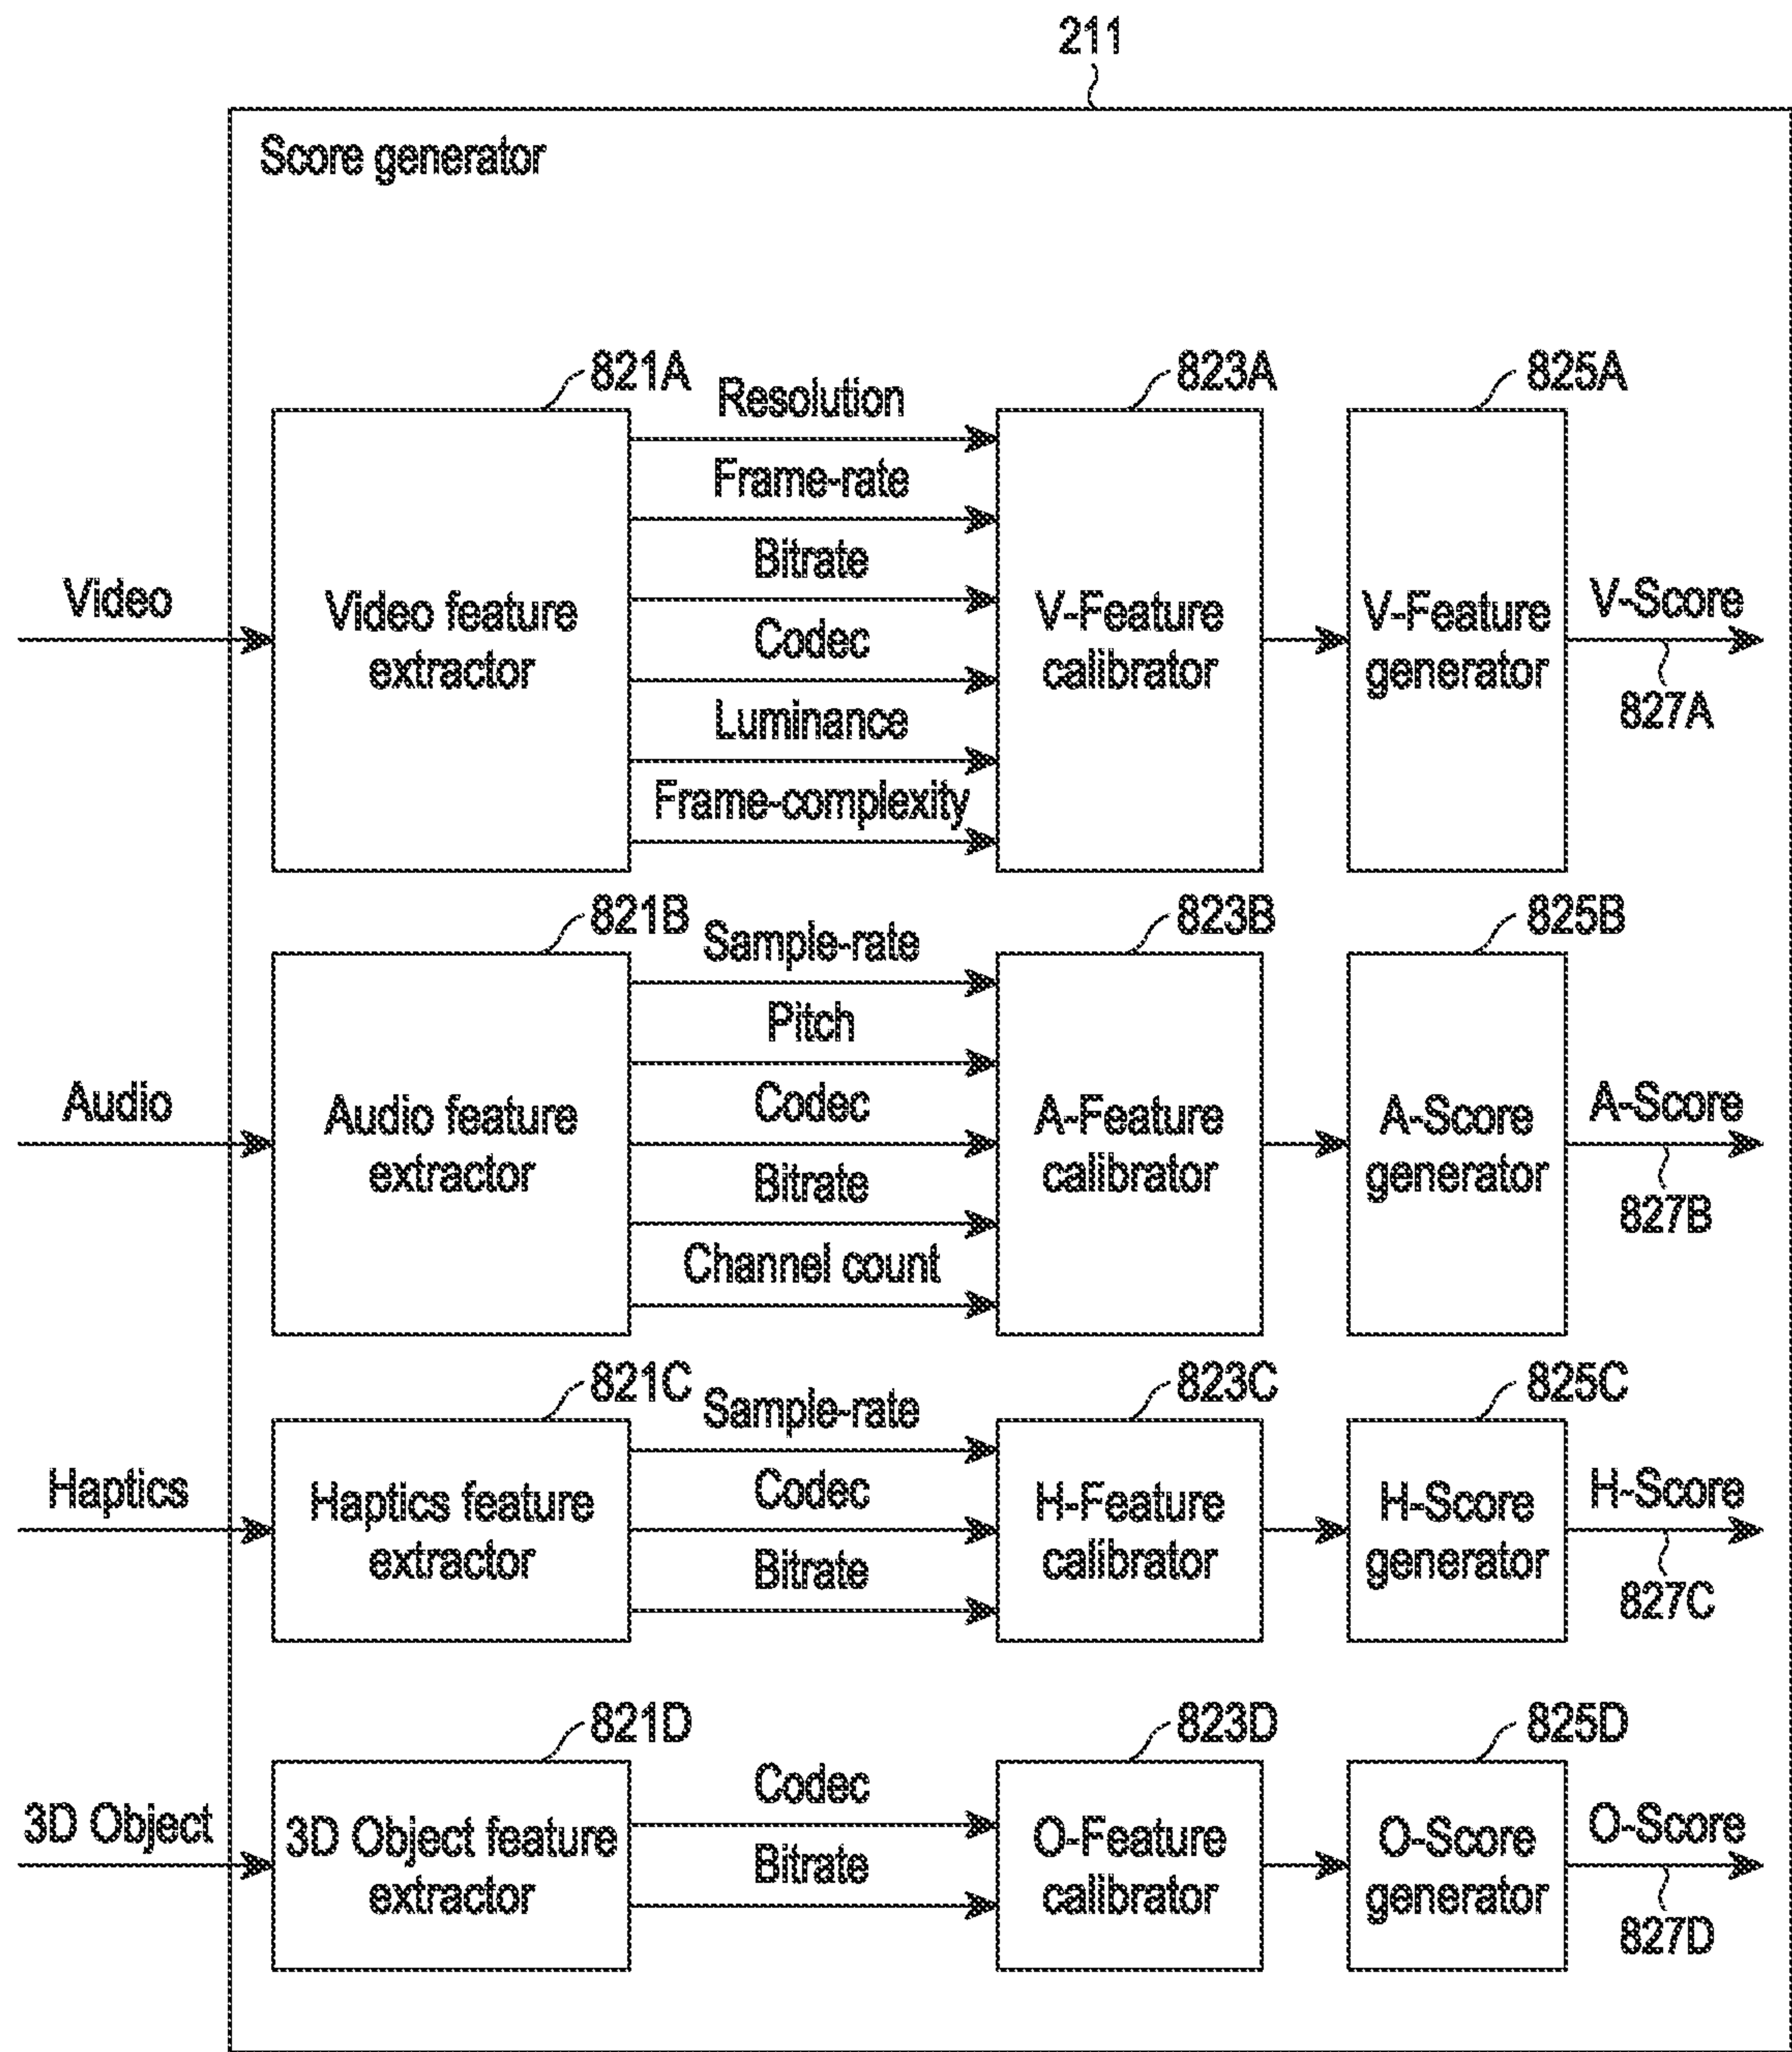 211
Score generator
821A
823A
825A
Resolution
Frame-rate
Bitrate
Codec
Luminance
Frame-complexity
Video
Video feature
extractor
V-Feature
calibrator
V-Feature
generator
V-Score
827A
821B
823B
825B
Sample-rate
Pitch
Codec
Bitrate
Channel count
Audio
Audio feature
extractor
A-Feature
calibrator
A-Score
generator
A-Score
827B
821C
823C
825C
Sample-rate
Codec
Bitrate
Haptics
Haptics feature
extractor
H-Feature
calibrator
H-Score
generator
H-Score
827C
821D
823D
825D
Codec
Bitrate
3D Object
3D Object feature
extractor
O-Feature
calibrator
O-Score
generator
O-Score
827D